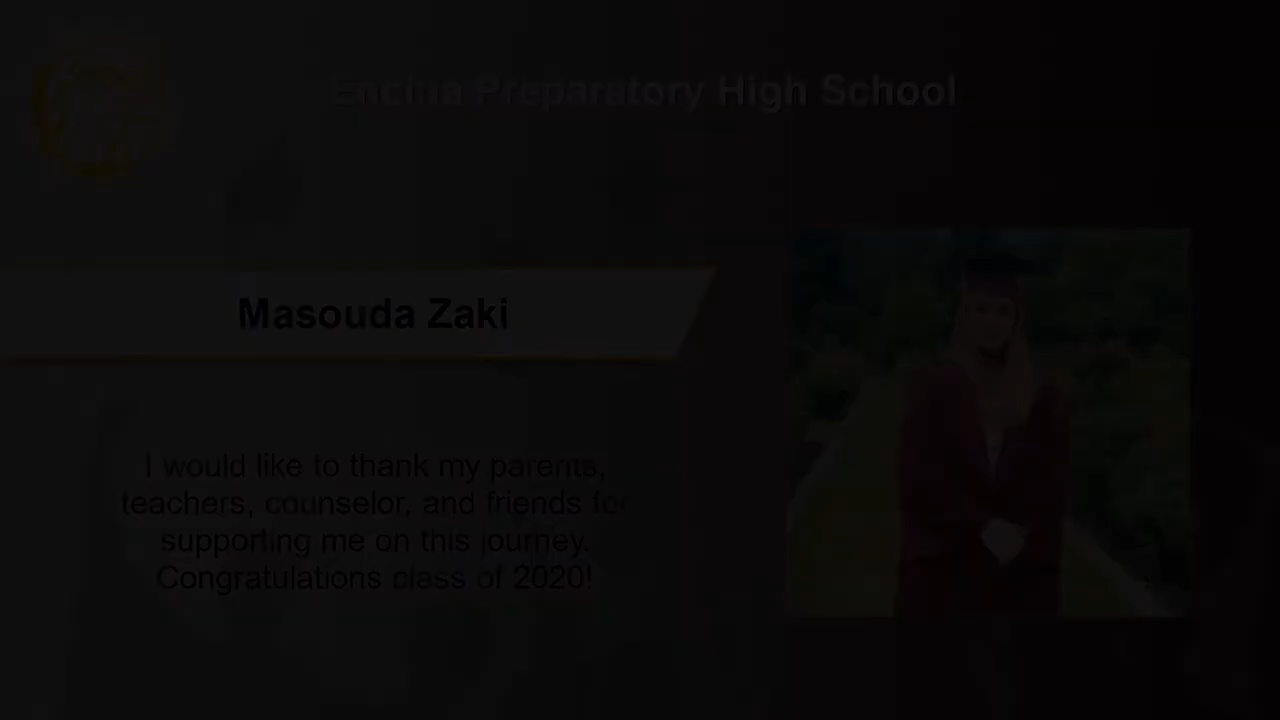 Encina Preparatory High School
Masouda Zaki
I would like to thank my parents,
teachers, counselor, and friends for
supporting me on this journey.
Congratulations class of 2020!